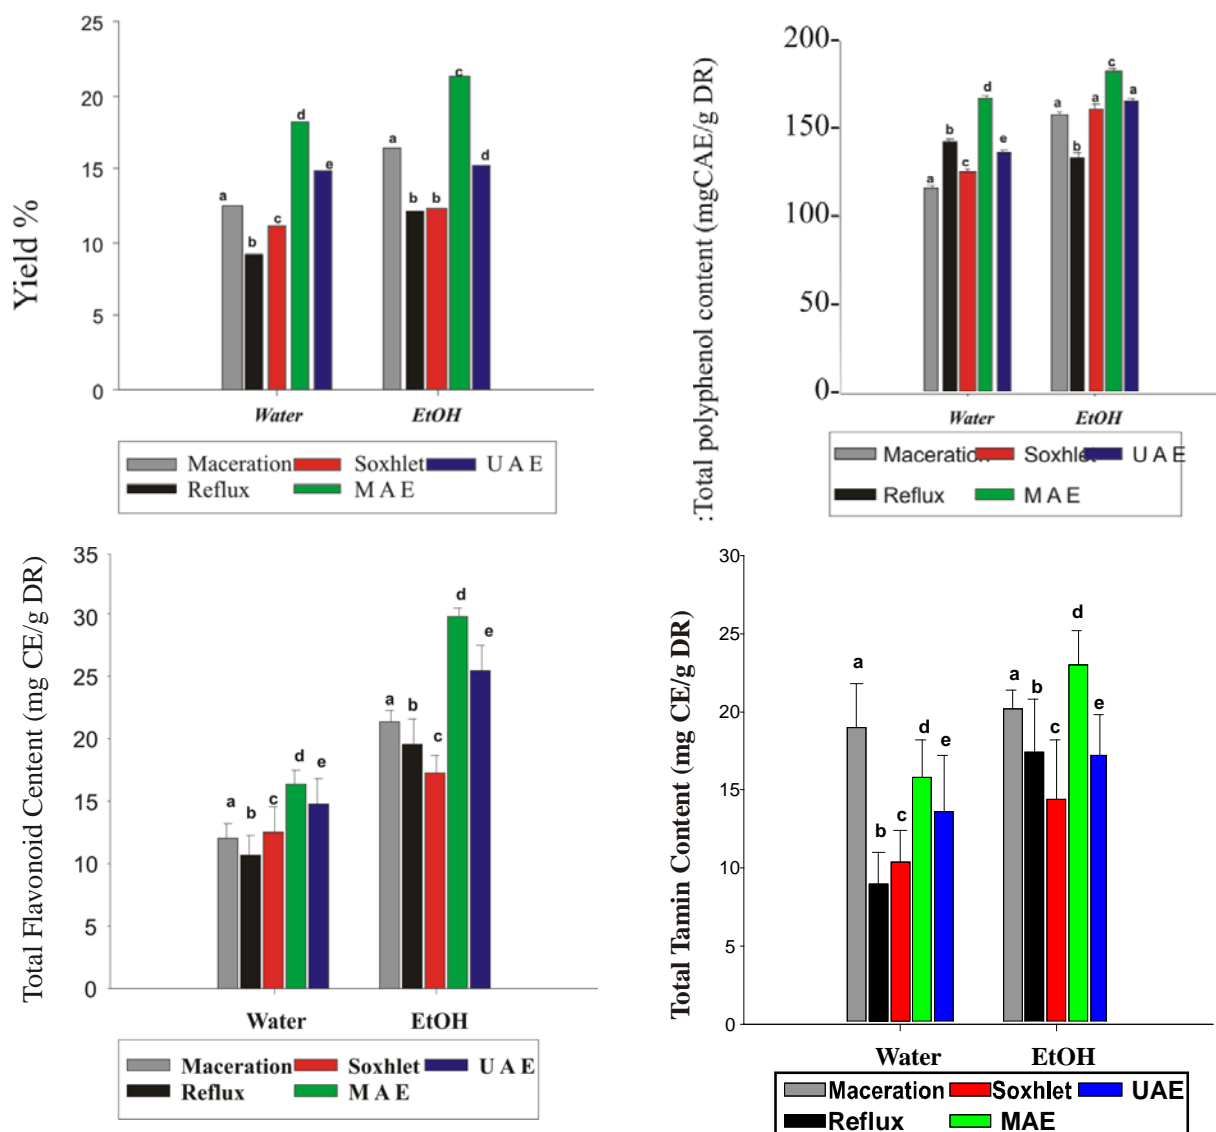 Yield %
25
20
15
10
5
0
a
b
c
d
e
a
b
b
c
d
Water
EtOH
Maceration
Soxhlet
U A E
Reflux
M A E
:Total polyphenol content (mgCAE/g DR)
200
150
100
50
0
a
b
c
d
e
a
b
a
c
a
Water
EtOH
Maceration
Soxhlet
U A E
Reflux
M A E
Total Flavonoid Centent (mg CE/g DR)
35
30
25
20
15
10
5
0
a
b
c
d
e
a
b
c
d
e
Water
EtOH
Maceration
Soxhlet
U A E
Reflux
M A E
Total Tamin Content (mg CE/g DR)
30
25
20
15
10
5
0
a
b
c
d
e
a
b
c
d
e
Water
EtOH
Maceration
Soxhlet
UAE
Reflux
MAE